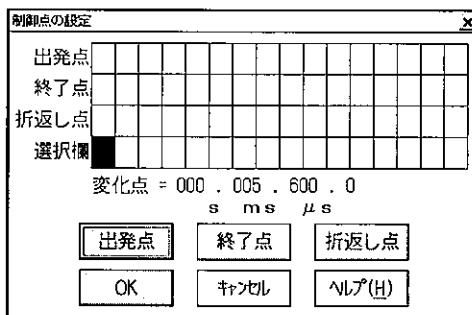 制御点の設定 x
出発点
終了点
折返し点
選択欄
変化点 = 000 . 005 . 600 . 0
s ms μs
出発点 終了点 折返し点
OK キャンセル ヘルプ(H)